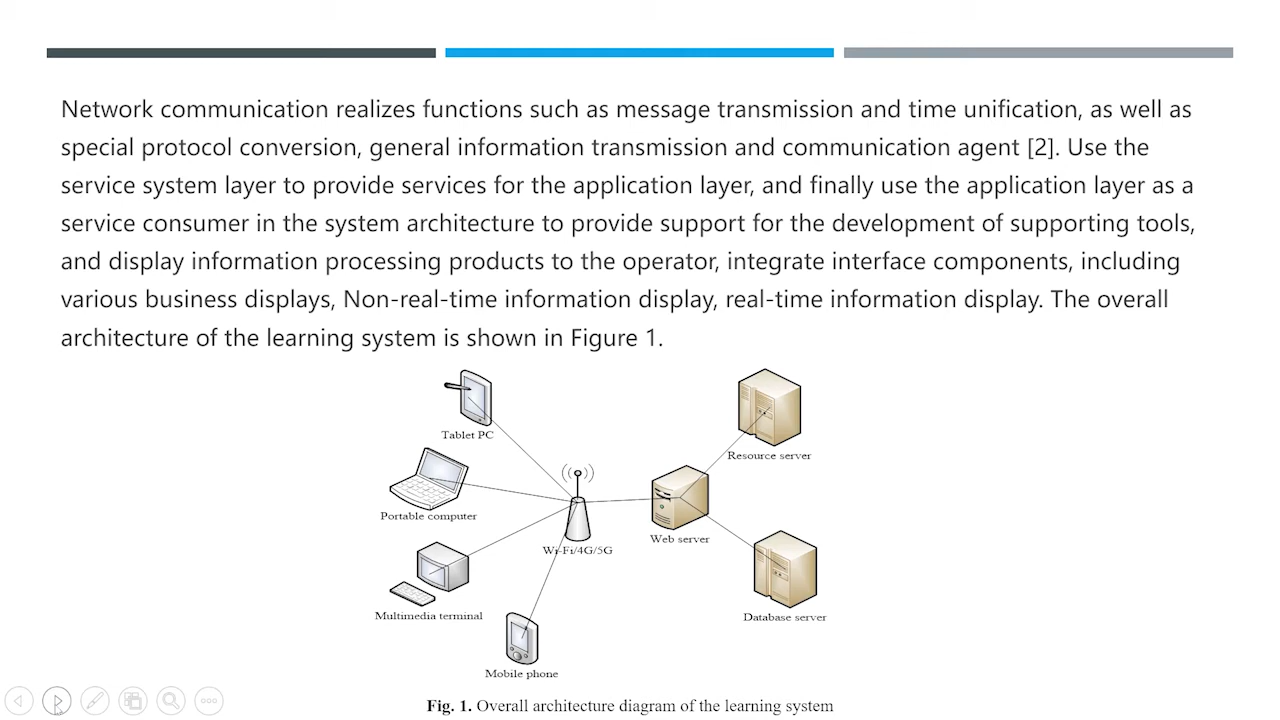 Network communication realizes functions such as message transmission and time unification, as well as
special protocol conversion, general information transmission and communication agent [2]. Use the
service system layer to provide services for the application layer, and finally use the application layer as a
service consumer in the system architecture to provide support for the development of supporting tools,
and display information processing products to the operator, integrate interface components, including
various business displays, Non-real-time information display, real-time information display. The overall
architecture of the learning system is shown in Figure 1.
Tablet PC
Resource server
Portable computer
Web server
Wi-Fi/4G/5G
Multimedia terminal
Database server
Mobile phone
Fig. 1. Overall architecture diagram of the learning system